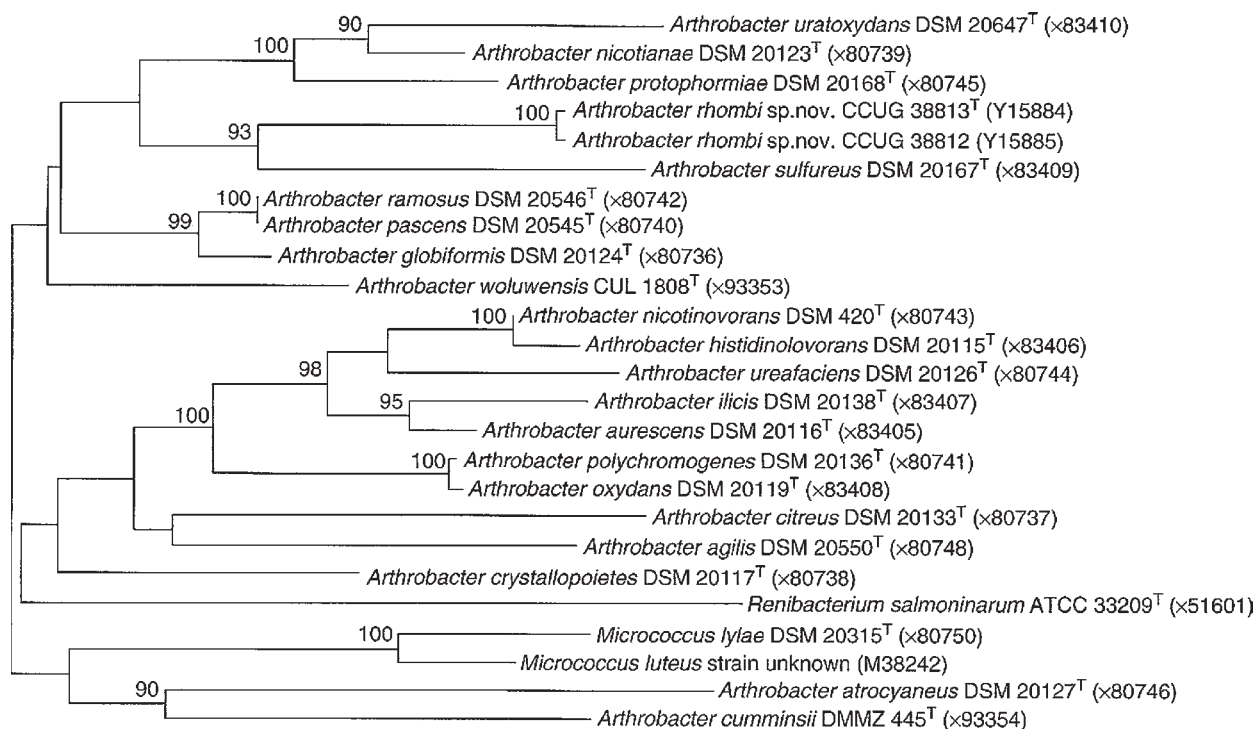 90
Arthrobacter uratoxydans DSM 20647ᵀ (×83410)
100
Arthrobacter nicotianae DSM 20123ᵀ (×80739)
Arthrobacter protophormiae DSM 20168ᵀ (×80745)
100
Arthrobacter rhombi sp.nov. CCUG 38813ᵀ (Y15884)
93
Arthrobacter rhombi sp.nov. CCUG 38812 (Y15885)
Arthrobacter sulfureus DSM 20167ᵀ (×83409)
100
Arthrobacter ramosus DSM 20546ᵀ (×80742)
99
Arthrobacter pascens DSM 20545ᵀ (×80740)
Arthrobacter globiformis DSM 20124ᵀ (×80736)
Arthrobacter woluwensis CUL 1808ᵀ (×93353)
100
Arthrobacter nicotinovorans DSM 420ᵀ (×80743)
Arthrobacter histidinolovorans DSM 20115ᵀ (×83406)
98
Arthrobacter ureafaciens DSM 20126ᵀ (×80744)
95
Arthrobacter ilicis DSM 20138ᵀ (×83407)
100
Arthrobacter aurescens DSM 20116ᵀ (×83405)
100
Arthrobacter polychromogenes DSM 20136ᵀ (×80741)
Arthrobacter oxydans DSM 20119ᵀ (×83408)
Arthrobacter citreus DSM 20133ᵀ (×80737)
Arthrobacter agilis DSM 20550ᵀ (×80748)
Arthrobacter crystallopoietes DSM 20117ᵀ (×80738)
Renibacterium salmoninarum ATCC 33209ᵀ (×51601)
100
Micrococcus lylae DSM 20315ᵀ (×80750)
Micrococcus luteus strain unknown (M38242)
90
Arthrobacter atrocyaneus DSM 20127ᵀ (×80746)
Arthrobacter cumminsii DMMZ 445ᵀ (×93354)